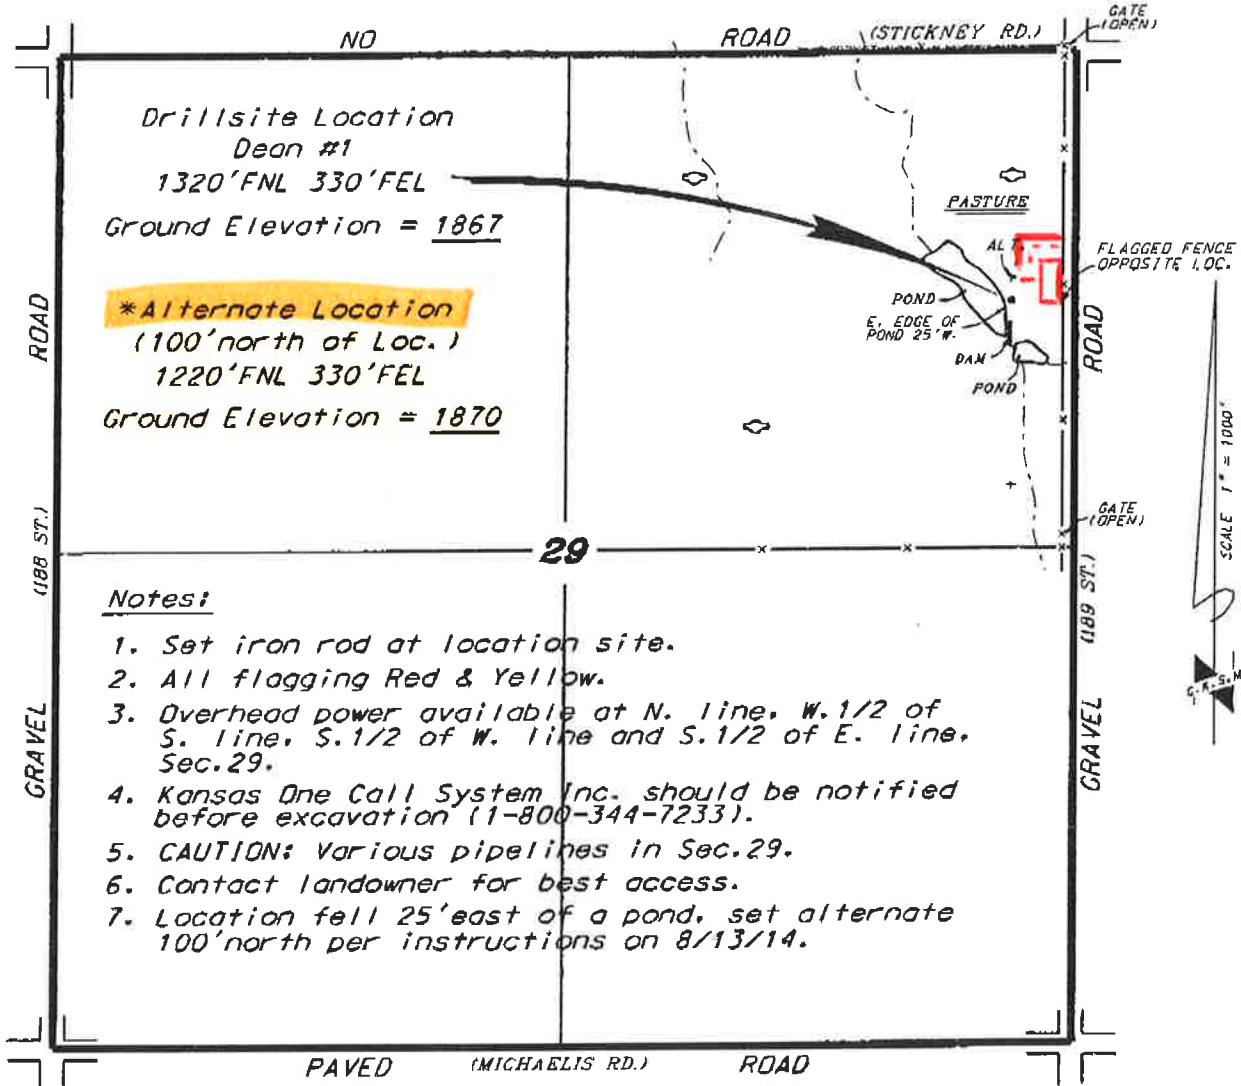 GATE
(OPEN)
NO ROAD (STICKNEY RD.)
Drillsite Location
Dean #1
1320'FNL 330'FEL
Ground Elevation = 1867
*Alternate Location
(100'north of Loc.)
1220'FNL 330'FEL
Ground Elevation = 1870
PASTURE
ALT.
FLAGGED FENCE
OPPOSITE LOC.
POND
E. EDGE OF
POND 25'W.
DAM
POND
GATE
(OPEN)
ROAD
(188 ST.)
GRAVEL
ROAD
(189 ST.)
GRAVEL
SCALE 1" = 1000'
C.K.S.M
29
Notes:
1. Set iron rod at location site.
2. All flagging Red & Yellow.
3. Overhead power available at N. line, W.1/2 of
S. line, S.1/2 of W. line and S.1/2 of E. line,
Sec.29.
4. Kansas One Call System Inc. should be notified
before excavation (1-800-344-7233).
5. CAUTION: Various pipelines in Sec.29.
6. Contact landowner for best access.
7. Location fell 25'east of a pond, set alternate
100'north per instructions on 8/13/14.
PAVED (MICHAELIS RD.) ROAD